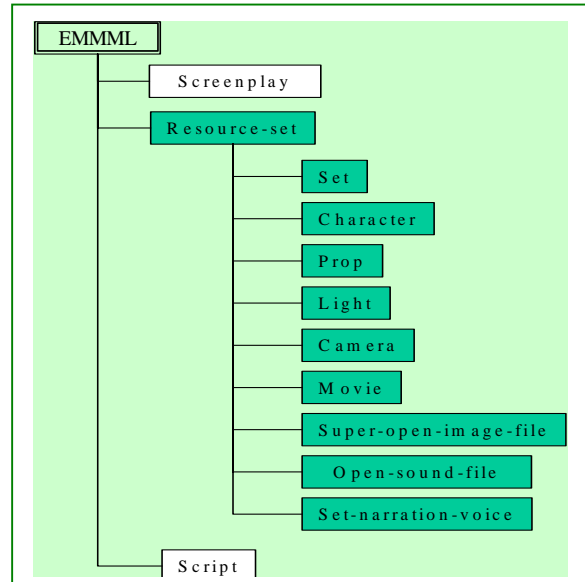 EMMML
Screenplay
Resource-set
Set
Character
Prop
Light
Camera
Movie
Super-open-image-file
Open-sound-file
Set-narration-voice
Script